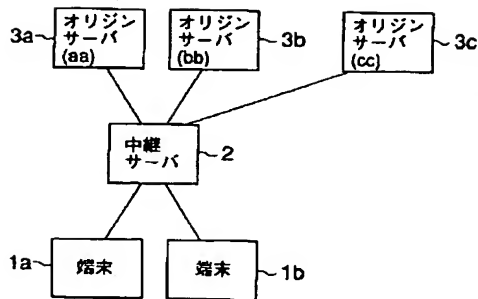 3a
オリジン
サーバ
(aa)
オリジン
サーバ
(bb)
3b
オリジン
サーバ
(cc)
3c
中継
サーバ
2
1a
端末
端末
1b